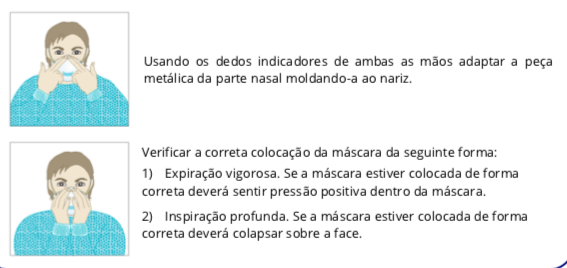 Usando os dedos indicadores de ambas as mãos adaptar a peça
metálica da parte nasal moldando-a ao nariz.
Verificar a correta colocação da máscara da seguinte forma:
1) Expiração vigorosa. Se a máscara estiver colocada de forma
correta deverá sentir pressão positiva dentro da máscara.
2) Inspiração profunda. Se a máscara estiver colocada de forma
correta deverá colapsar sobre a face.